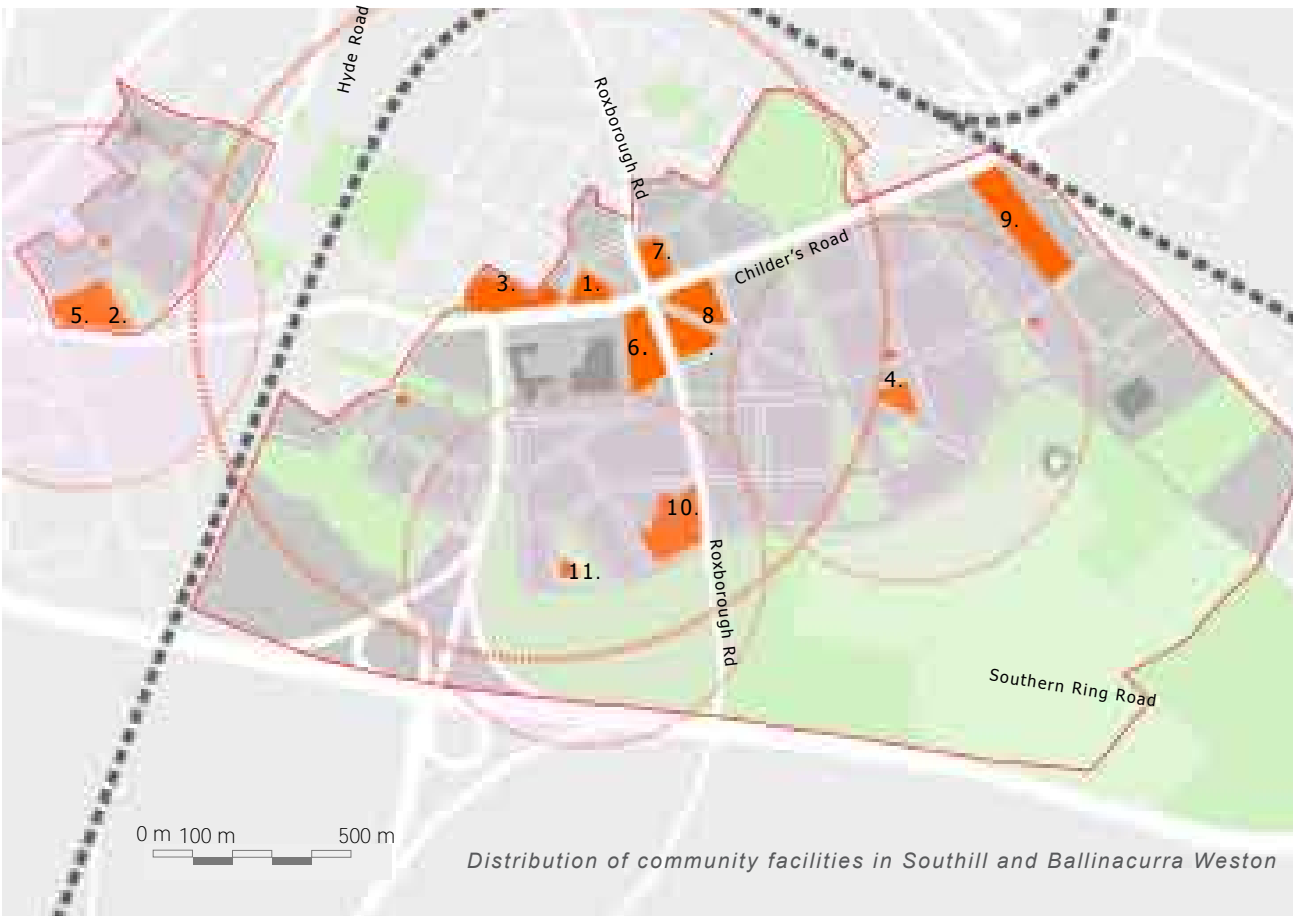 Hyde Road
Roxborough Rd
Childer's Road
9.
7.
3.
1.
8
.
5. 2.
6.
4.
10.
11.
Roxborough Rd
Southern Ring Road
0 m 100 m 500 m
Distribution of community facilities in Southill and Ballinacurra Weston